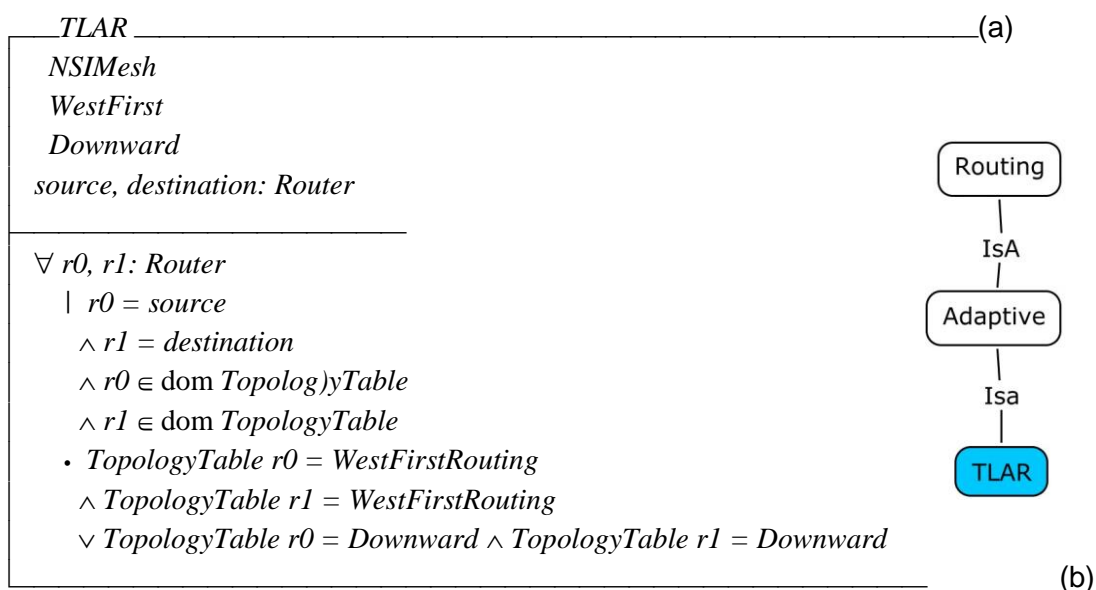 TLAR (a)
NSIMesh
WestFirst
Downward
source, destination: Router
∀ r0, r1: Router
| r0 = source
∧ r1 = destination
∧ r0 ∈ dom Topolog)yTable
∧ r1 ∈ dom TopologyTable
• TopologyTable r0 = WestFirstRouting
∧ TopologyTable r1 = WestFirstRouting
∨ TopologyTable r0 = Downward ∧ TopologyTable r1 = Downward
Routing
IsA
Adaptive
Isa
TLAR
(b)